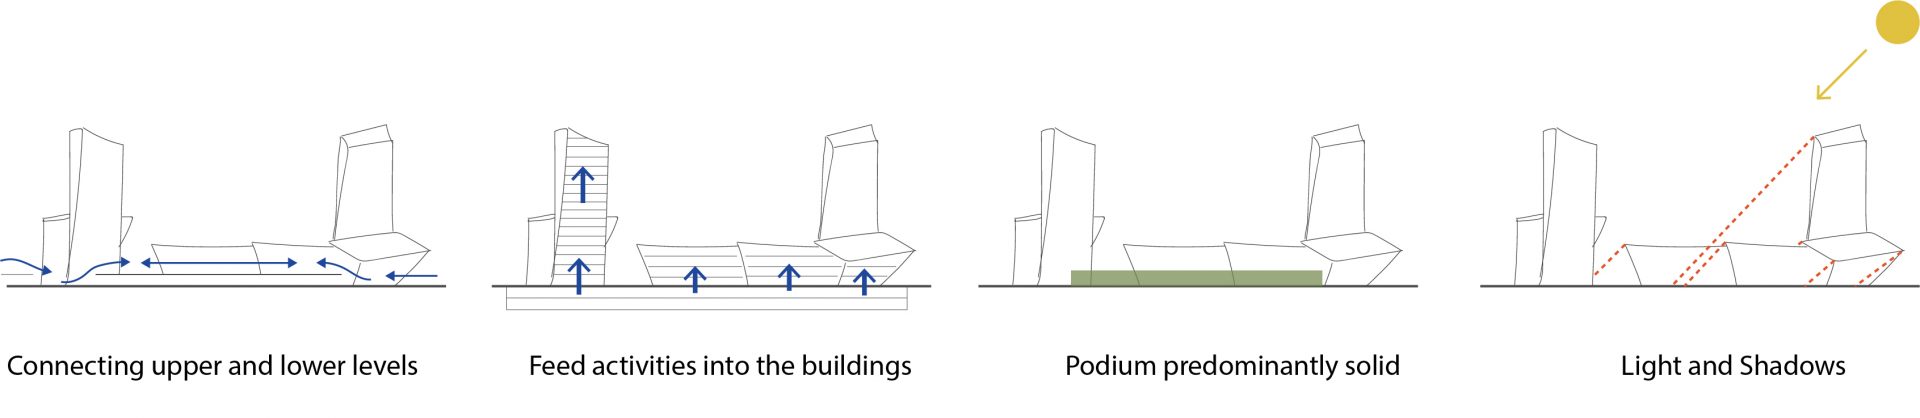 Connecting upper and lower levels
Feed activities into the buildings
Podium predominantly solid
Light and Shadows